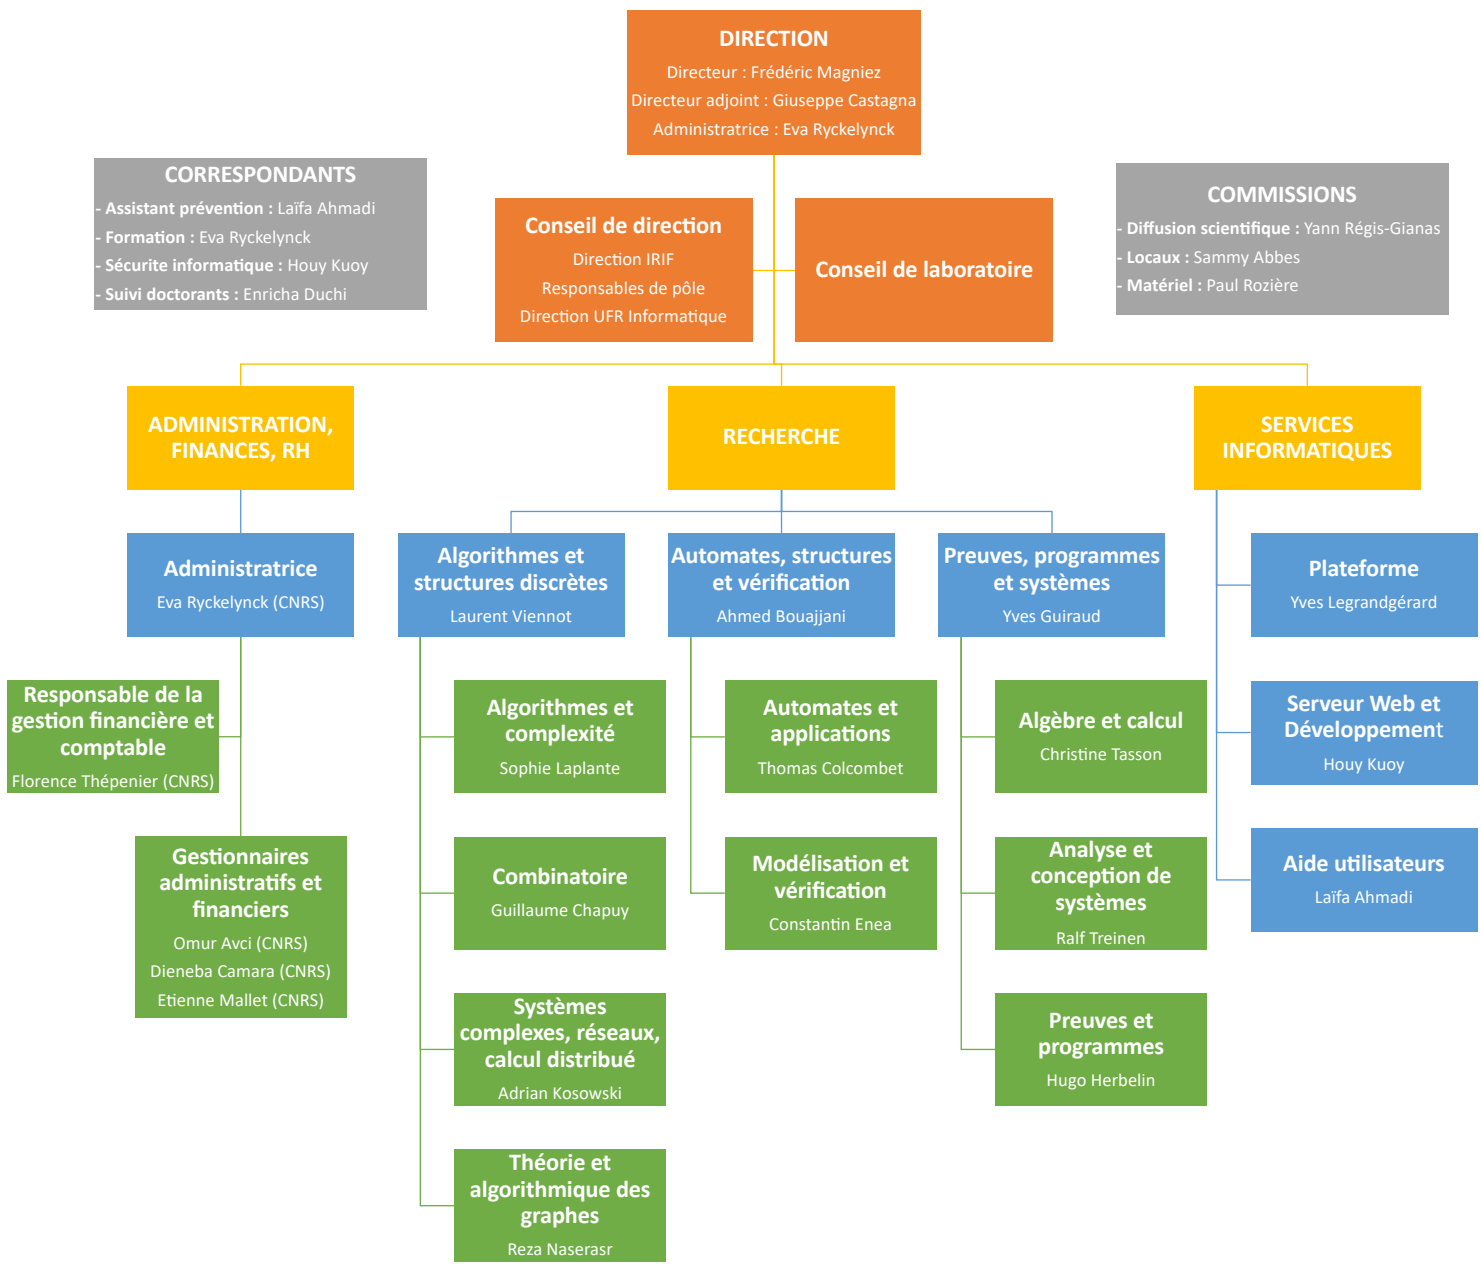 DIRECTION
Directeur : Frédéric Magniez
Directeur adjoint : Giuseppe Castagna
Administratrice : Eva Ryckelynck
CORRESPONDANTS
- Assistant prévention : Laïfa Ahmadi
- Formation : Eva Ryckelynck
- Sécurite informatique : Houy Kuoy
- Suivi doctorants : Enricha Duchi
Conseil de direction
Direction IRIF
Responsables de pôle
Direction UFR Informatique
Conseil de laboratoire
COMMISSIONS
- Diffusion scientifique : Yann Régis-Gianas
- Locaux : Sammy Abbes
- Matériel : Paul Rozière
ADMINISTRATION,
FINANCES, RH
RECHERCHE
SERVICES
INFORMATIQUES
Administratrice
Eva Ryckelynck (CNRS)
Algorithmes et
structures discrètes
Laurent Viennot
Automates, structures
et vérification
Ahmed Bouajjani
Preuves, programmes
et systèmes
Yves Guiraud
Plateforme
Yves Legrandgérard
Responsable de la
gestion financière et
comptable
Florence Thépenier (CNRS)
Algorithmes et
complexité
Sophie Laplante
Automates et
applications
Thomas Colcombet
Algèbre et calcul
Christine Tasson
Serveur Web et
Développement
Houy Kuoy
Gestionnaires
administratifs et
financiers
Omur Avci (CNRS)
Dieneba Camara (CNRS)
Etienne Mallet (CNRS)
Combinatoire
Guillaume Chapuy
Modélisation et
vérification
Constantin Enea
Analyse et
conception de
systèmes
Ralf Treinen
Aide utilisateurs
Laïfa Ahmadi
Systèmes
complexes, réseaux,
calcul distribué
Adrian Kosowski
Preuves et
programmes
Hugo Herbelin
Théorie et
algorithmique des
graphes
Reza Naserasr